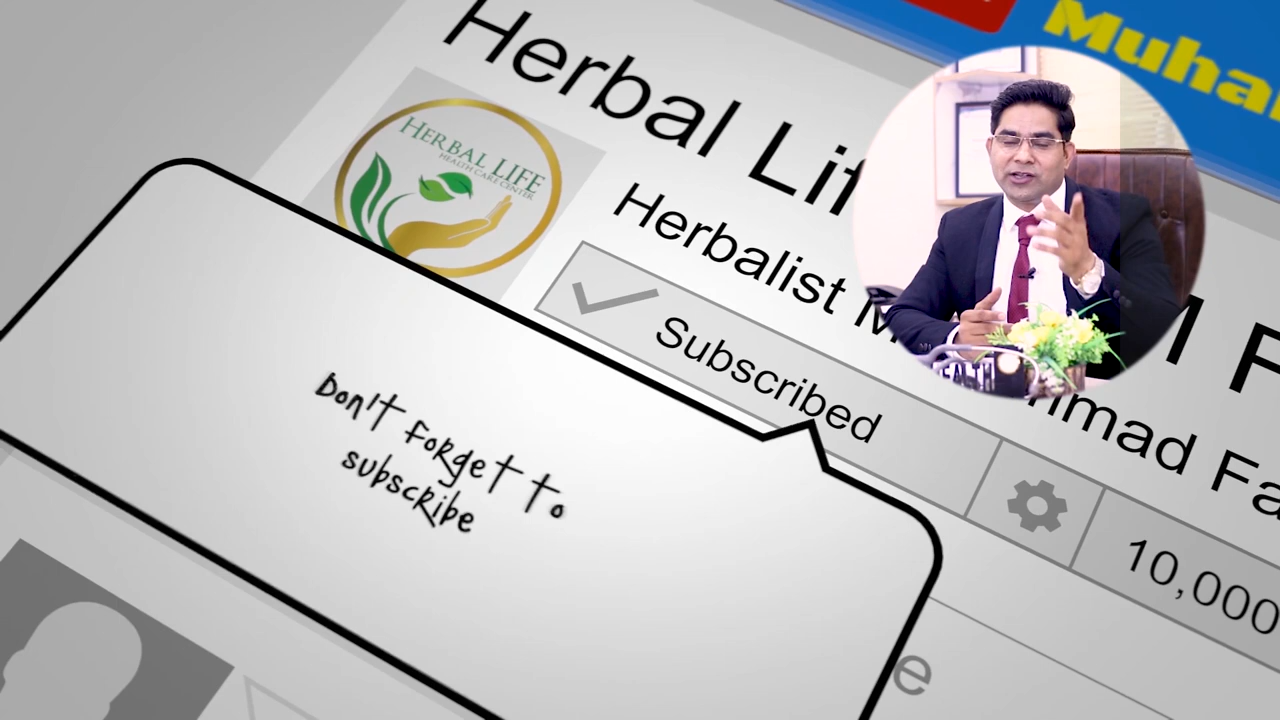 Muha
Herbal Lif
HERBAL LIFE
HEALTH CARE CENTER
Herbalist M
hmad Fa
M F
Subscribed
10,000
Don't forget to
subscribe
e